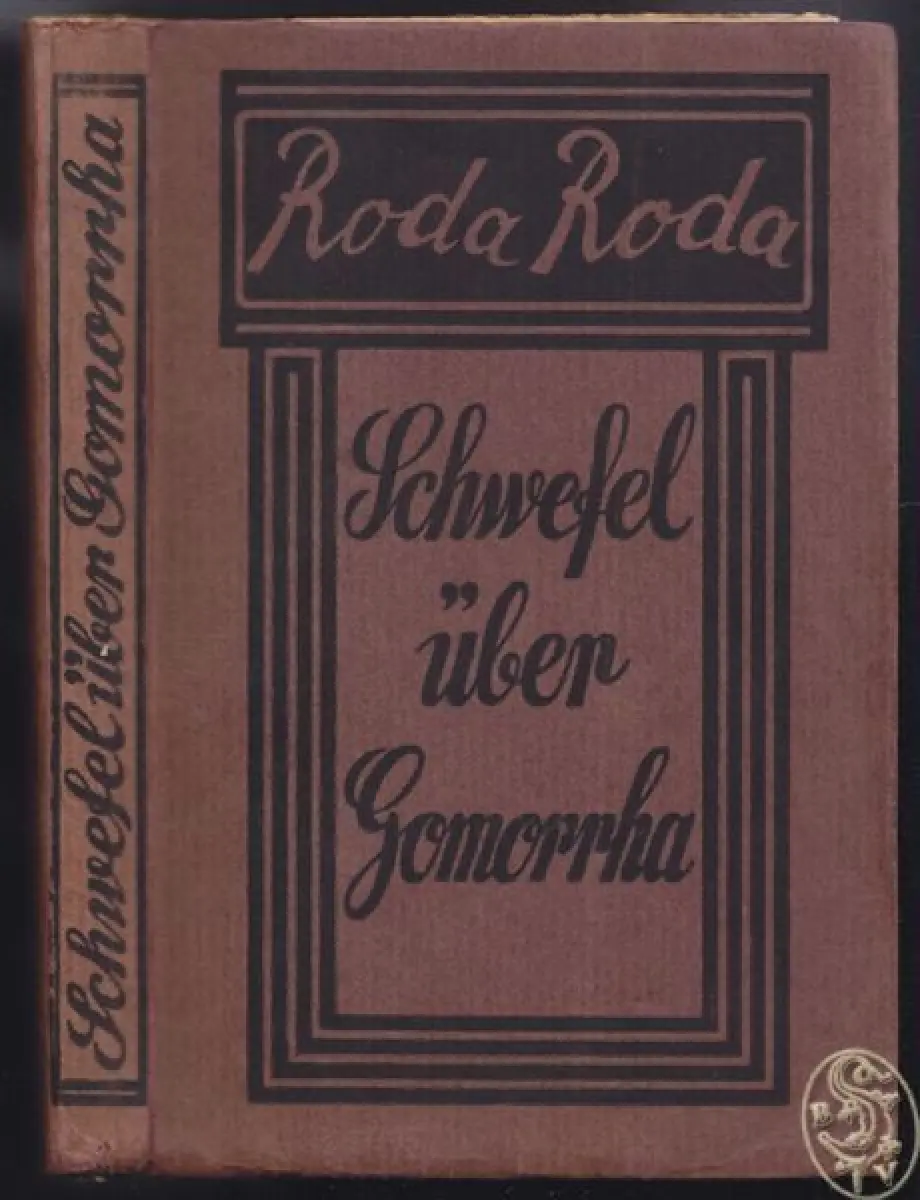 Schwefel über Gomorrha
Roda Roda
Schwefel
über
Gomorrha